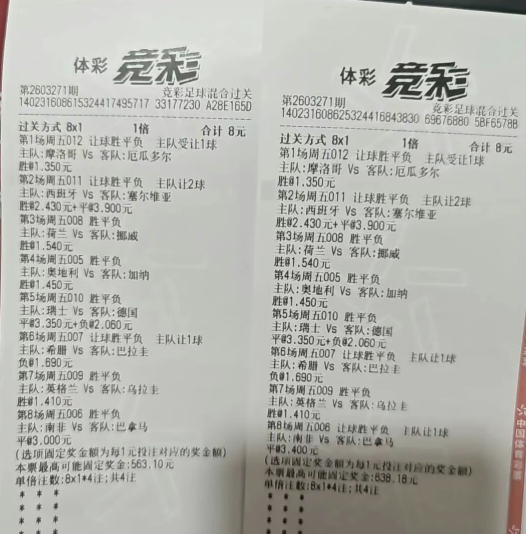 体彩 竞彩
第2603271期 竞彩足球混合过关
140231608615324417495717 33177230 A28E165D
过关方式 8x1 1倍 合计 8元
第1场周五012 让球胜平负 主队受让1球
主队:摩洛哥 Vs 客队:厄瓜多尔
胜@1.350元
第2场周五011 让球胜平负 主队让2球
主队:西班牙 Vs 客队:塞尔维亚
胜@2.430元+平@3.900元
第3场周五008 胜平负
主队:荷兰 Vs 客队:挪威
胜@1.540元
第4场周五005 胜平负
主队:奥地利 Vs 客队:加纳
胜@1.450元
第5场周五010 胜平负
主队:瑞士 Vs 客队:德国
平@3.350元+负@2.060元
第6场周五007 让球胜平负 主队让1球
主队:希腊 Vs 客队:巴拉圭
负@1.690元
第7场周五009 胜平负
主队:英格兰 Vs 客队:乌拉圭
胜@1.410元
第8场周五006 胜平负
主队:南非 Vs 客队:巴拿马
平@3.000元
(选项固定奖金额为每1元投注对应的奖金额)
本票最高可能固定奖金:563.10元
单倍注数:8x1*4注;共4注
* * *
* * *
* * *
体彩 竞彩
第2603271期 竞彩足球混合过关
140231608625324416843830 69676880 5BF6578B
过关方式 8x1 1倍 合计 8元
第1场周五012 让球胜平负 主队受让1球
主队:摩洛哥 Vs 客队:厄瓜多尔
胜@1.350元
第2场周五011 让球胜平负 主队让2球
主队:西班牙 Vs 客队:塞尔维亚
胜@2.430元+平@3.900元
第3场周五008 胜平负
主队:荷兰 Vs 客队:挪威
胜@1.540元
第4场周五005 胜平负
主队:奥地利 Vs 客队:加纳
胜@1.450元
第5场周五010 胜平负
主队:瑞士 Vs 客队:德国
平@3.350元+负@2.060元
第6场周五007 让球胜平负 主队让1球
主队:希腊 Vs 客队:巴拉圭
负@1.690元
第7场周五009 胜平负
主队:英格兰 Vs 客队:乌拉圭
胜@1.410元
第8场周五006 让球胜平负 主队让1球
主队:南非 Vs 客队:巴拿马
平@3.400元
(选项固定奖金额为每1元投注对应的奖金额)
本票最高可能固定奖金:638.18元
单倍注数:8x1*4注;共4注
* * *
* * *
* * *
中国体育彩票